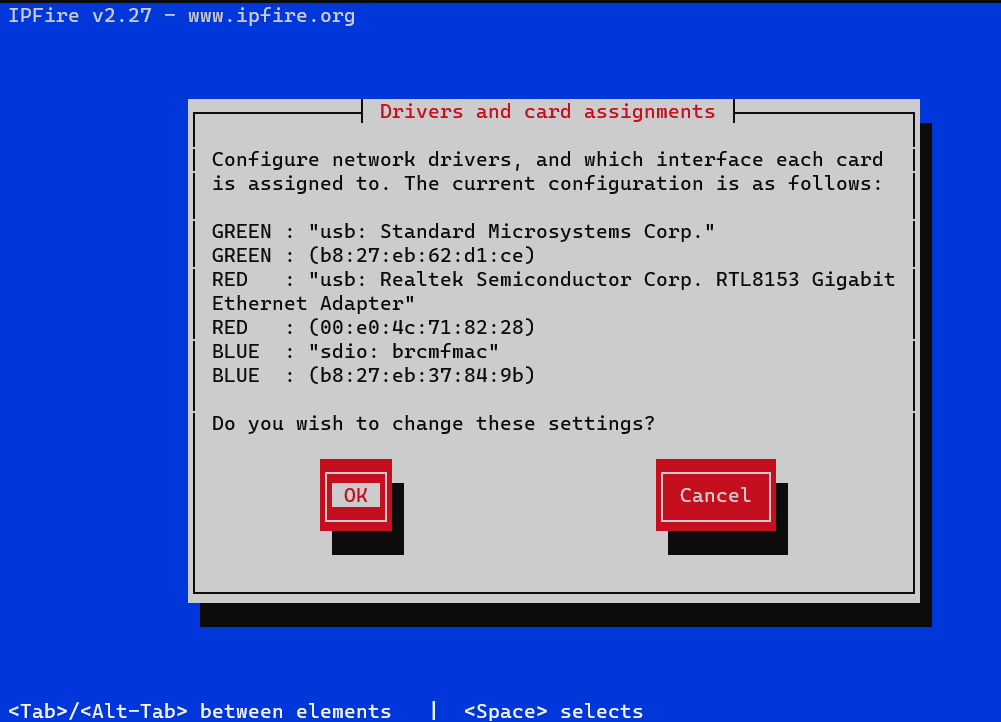 IPFire v2.27 - www.ipfire.org
Drivers and card assignments
Configure network drivers, and which interface each card
is assigned to. The current configuration is as follows:
GREEN : "usb: Standard Microsystems Corp."
GREEN : (b8:27:eb:62:d1:ce)
RED   : "usb: Realtek Semiconductor Corp. RTL8153 Gigabit
Ethernet Adapter"
RED   : (00:e0:4c:71:82:28)
BLUE  : "sdio: brcmfmac"
BLUE  : (b8:27:eb:37:84:9b)
Do you wish to change these settings?
OK
Cancel
<Tab>/<Alt-Tab> between elements   |  <Space> selects